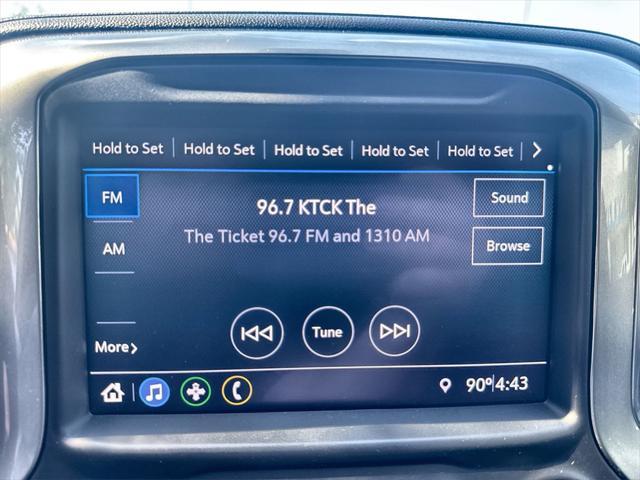 Hold to Set Hold to Set Hold to Set Hold to Set Hold to Set
FM
96.7 KTCK The
Sound
The Ticket 96.7 FM and 1310 AM
AM
Browse
Tune
More
90° 4:43